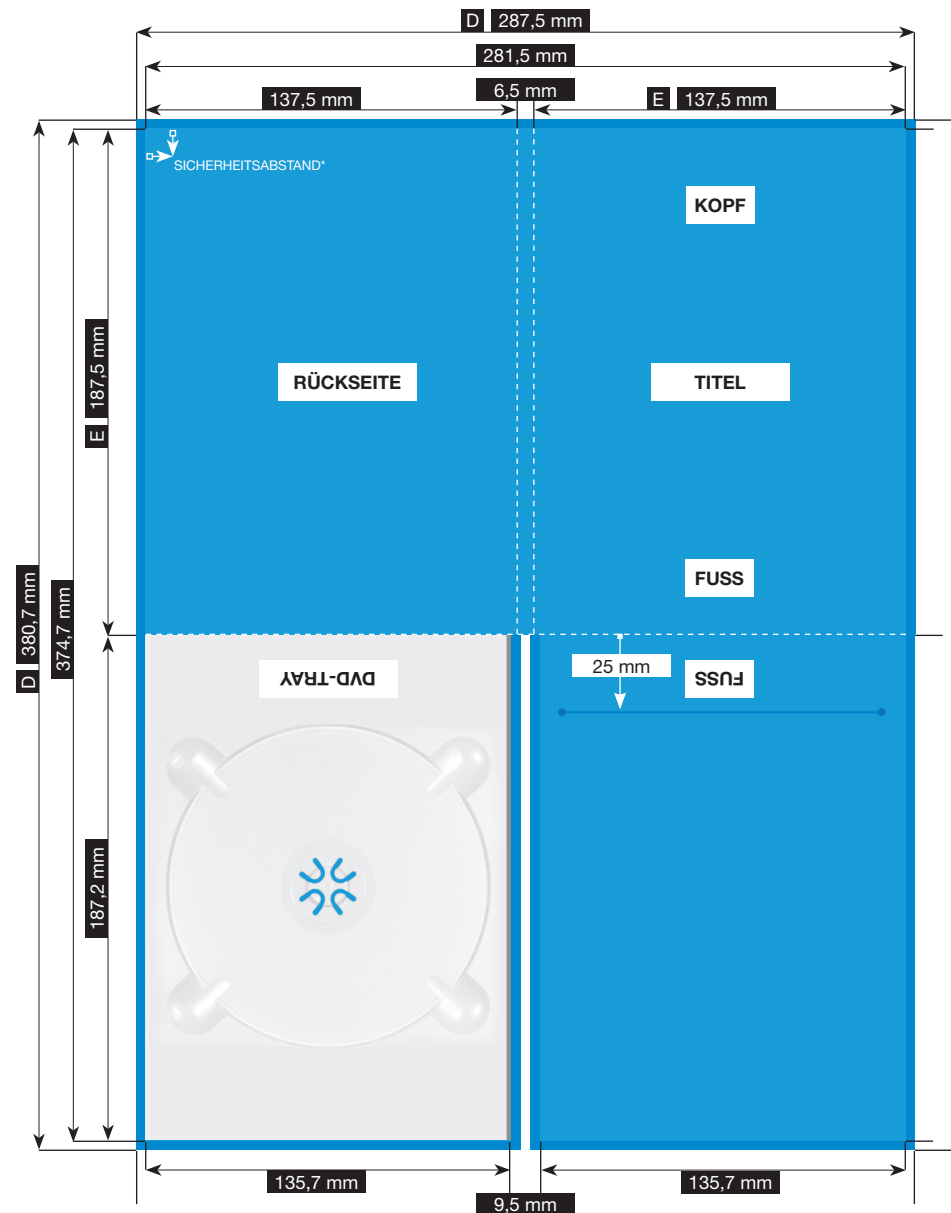 D 287,5 mm
281,5 mm
137,5 mm
6,5 mm
E 137,5 mm
SICHERHEITSABSTAND*
KOPF
E 187,5 mm
RÜCKSEITE
TITEL
FUSS
D 380,7 mm
374,7 mm
25 mm
DVD-TRAY
FUSS
187,2 mm
135,7 mm
9,5 mm
135,7 mm